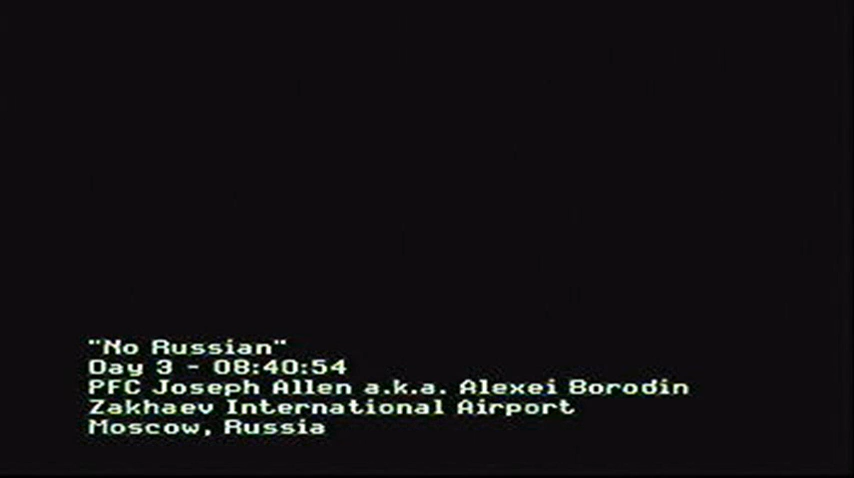 "No Russian"
Day 3 - 08:40:54
PFC Joseph Allen a.k.a. Alexei Borodin
Zakhaev International Airport
Moscow, Russia